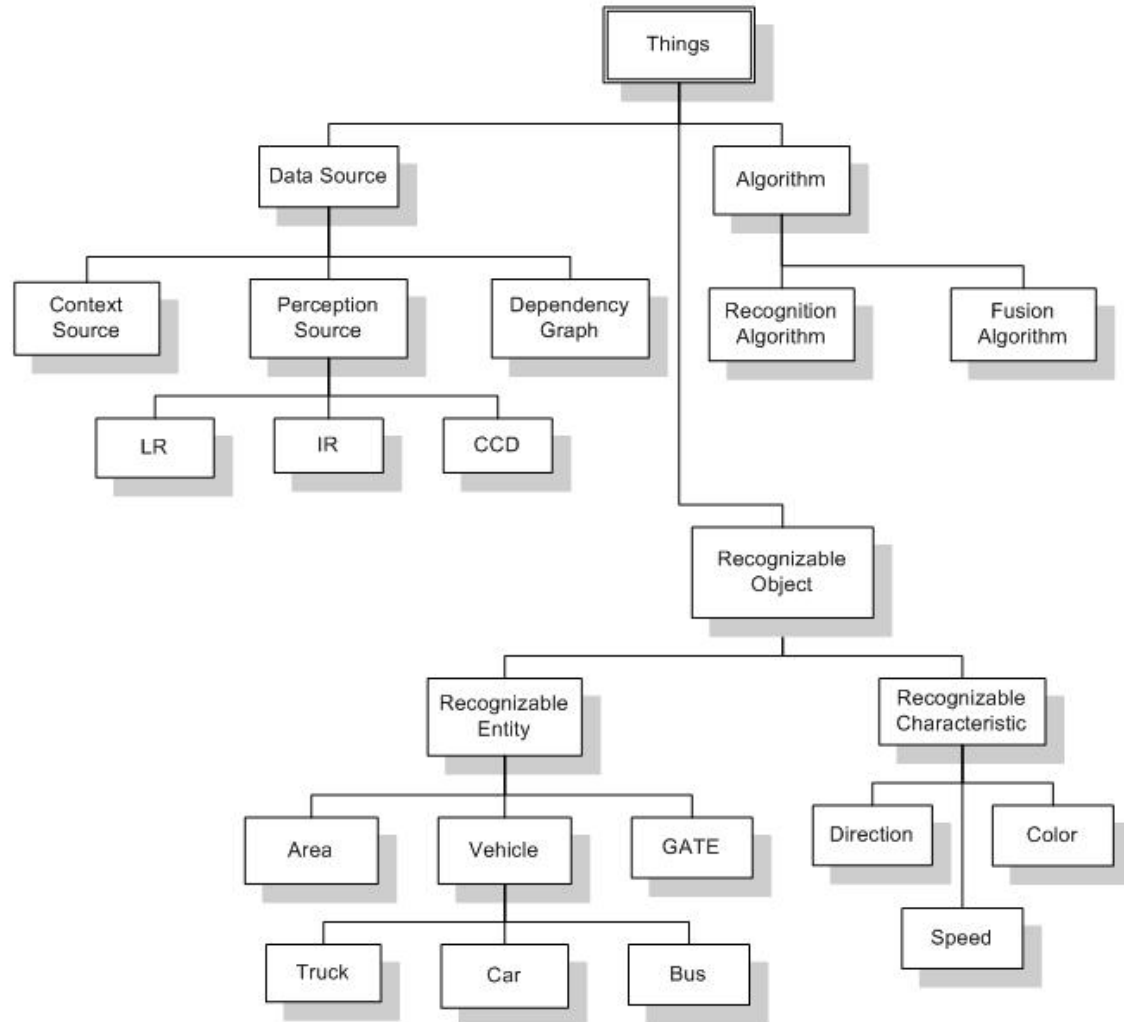 Things
Data Source
Algorithm
Context
Source
Perception
Source
Dependency
Graph
Recognition
Algorithm
Fusion
Algorithm
LR
IR
CCD
Recognizable
Object
Recognizable
Entity
Recognizable
Characteristic
Area
Vehicle
GATE
Direction
Color
Speed
Truck
Car
Bus